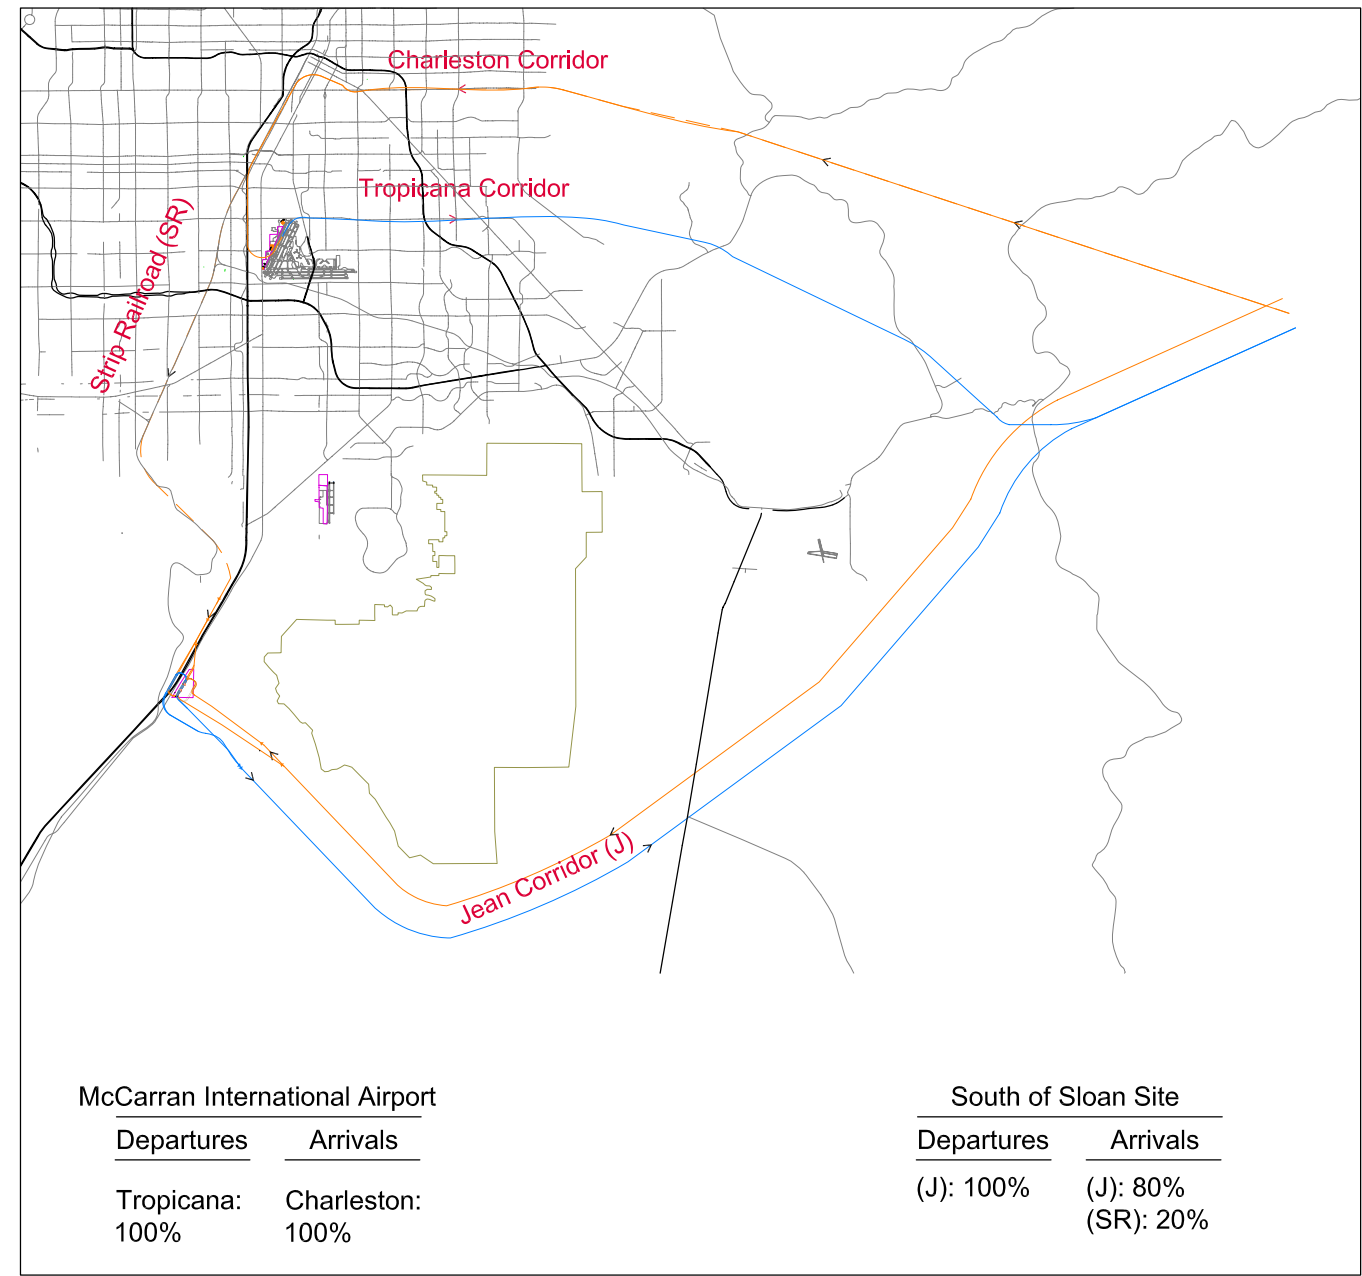 Charleston Corridor
Tropicana Corridor
Strip-Railroad (SR)
Jean Corridor (J)
McCarran International Airport
Departures
Arrivals
Tropicana:
100%
Charleston:
100%
South of Sloan Site
Departures
Arrivals
(J): 100%
(J): 80%
(SR): 20%